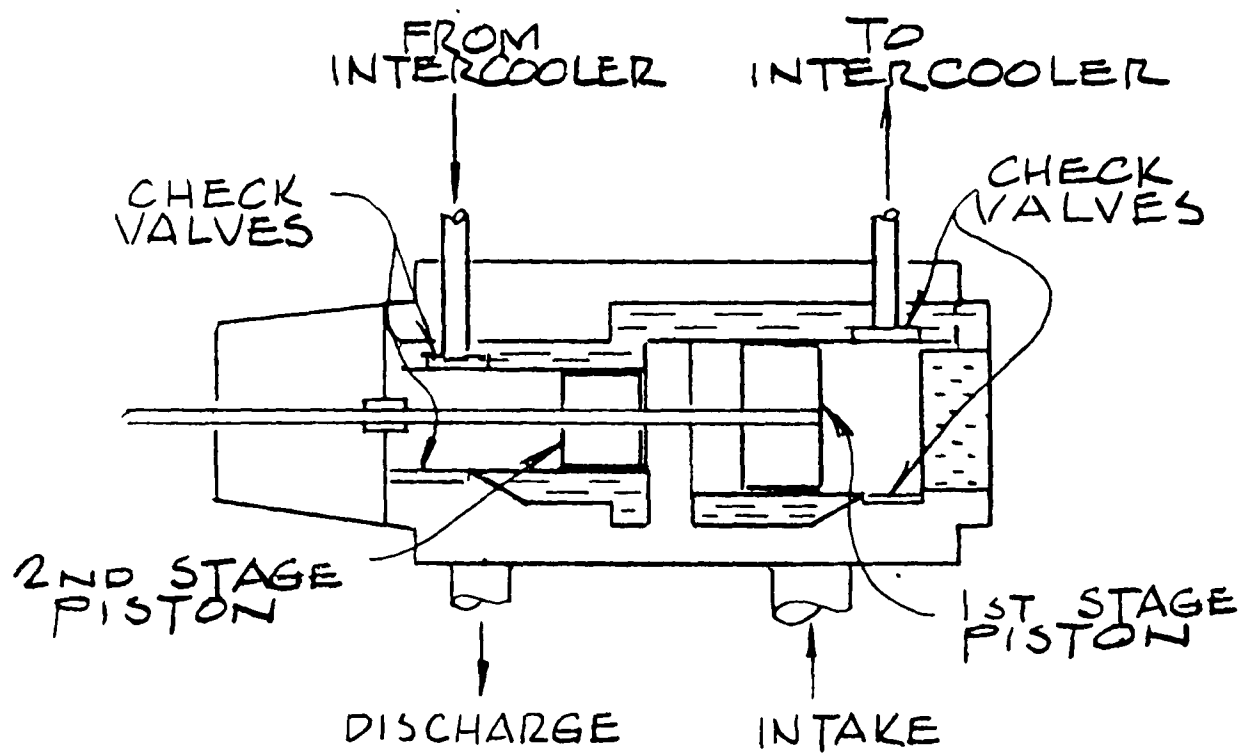 FROM
INTERCOOLER
TO
INTERCOOLER
CHECK
VALVES
CHECK
VALVES
2ND STAGE
PISTON
1ST STAGE
PISTON
DISCHARGE
INTAKE